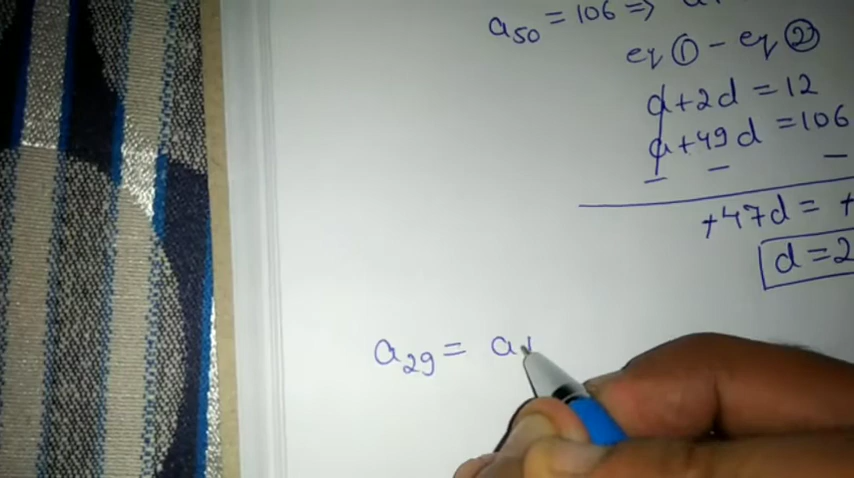 a50 = 106 =>
eq ① - eq ②
a + 2d = 12
a + 49d = 106
- - -
+47d = +
d = 2
a29 = a